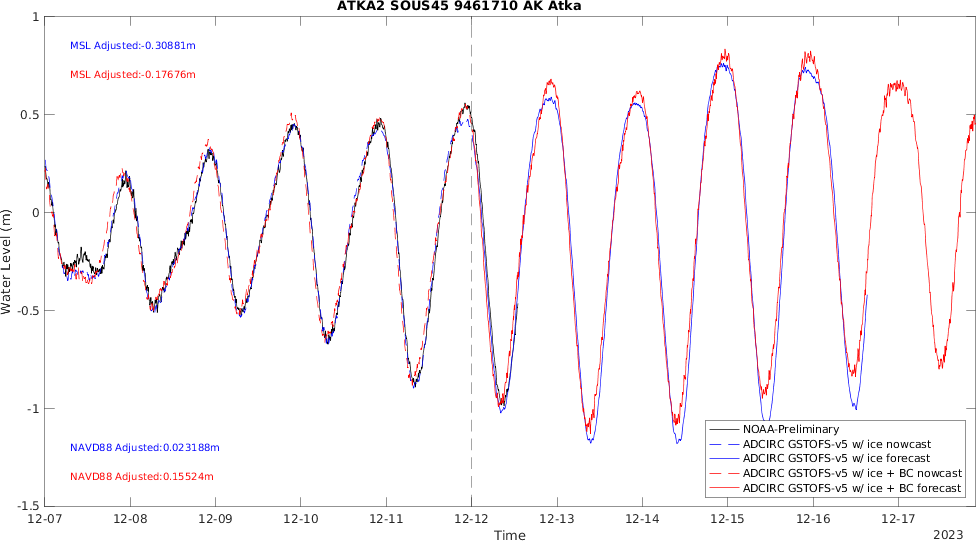 ATKA2 SOUS45 9461710 AK Atka
MSL Adjusted:-0.30881m
MSL Adjusted:-0.17676m
NAVD88 Adjusted:0.023188m
NAVD88 Adjusted:0.15524m
Water Level (m)
1
0.5
0
-0.5
-1
-1.5
NOAA-Preliminary
ADCIRC GSTOFS-v5 w/ ice nowcast
ADCIRC GSTOFS-v5 w/ ice forecast
ADCIRC GSTOFS-v5 w/ ice + BC nowcast
ADCIRC GSTOFS-v5 w/ ice + BC forecast
12-07 12-08 12-09 12-10 12-11 12-12 12-13 12-14 12-15 12-16 12-17
Time
2023